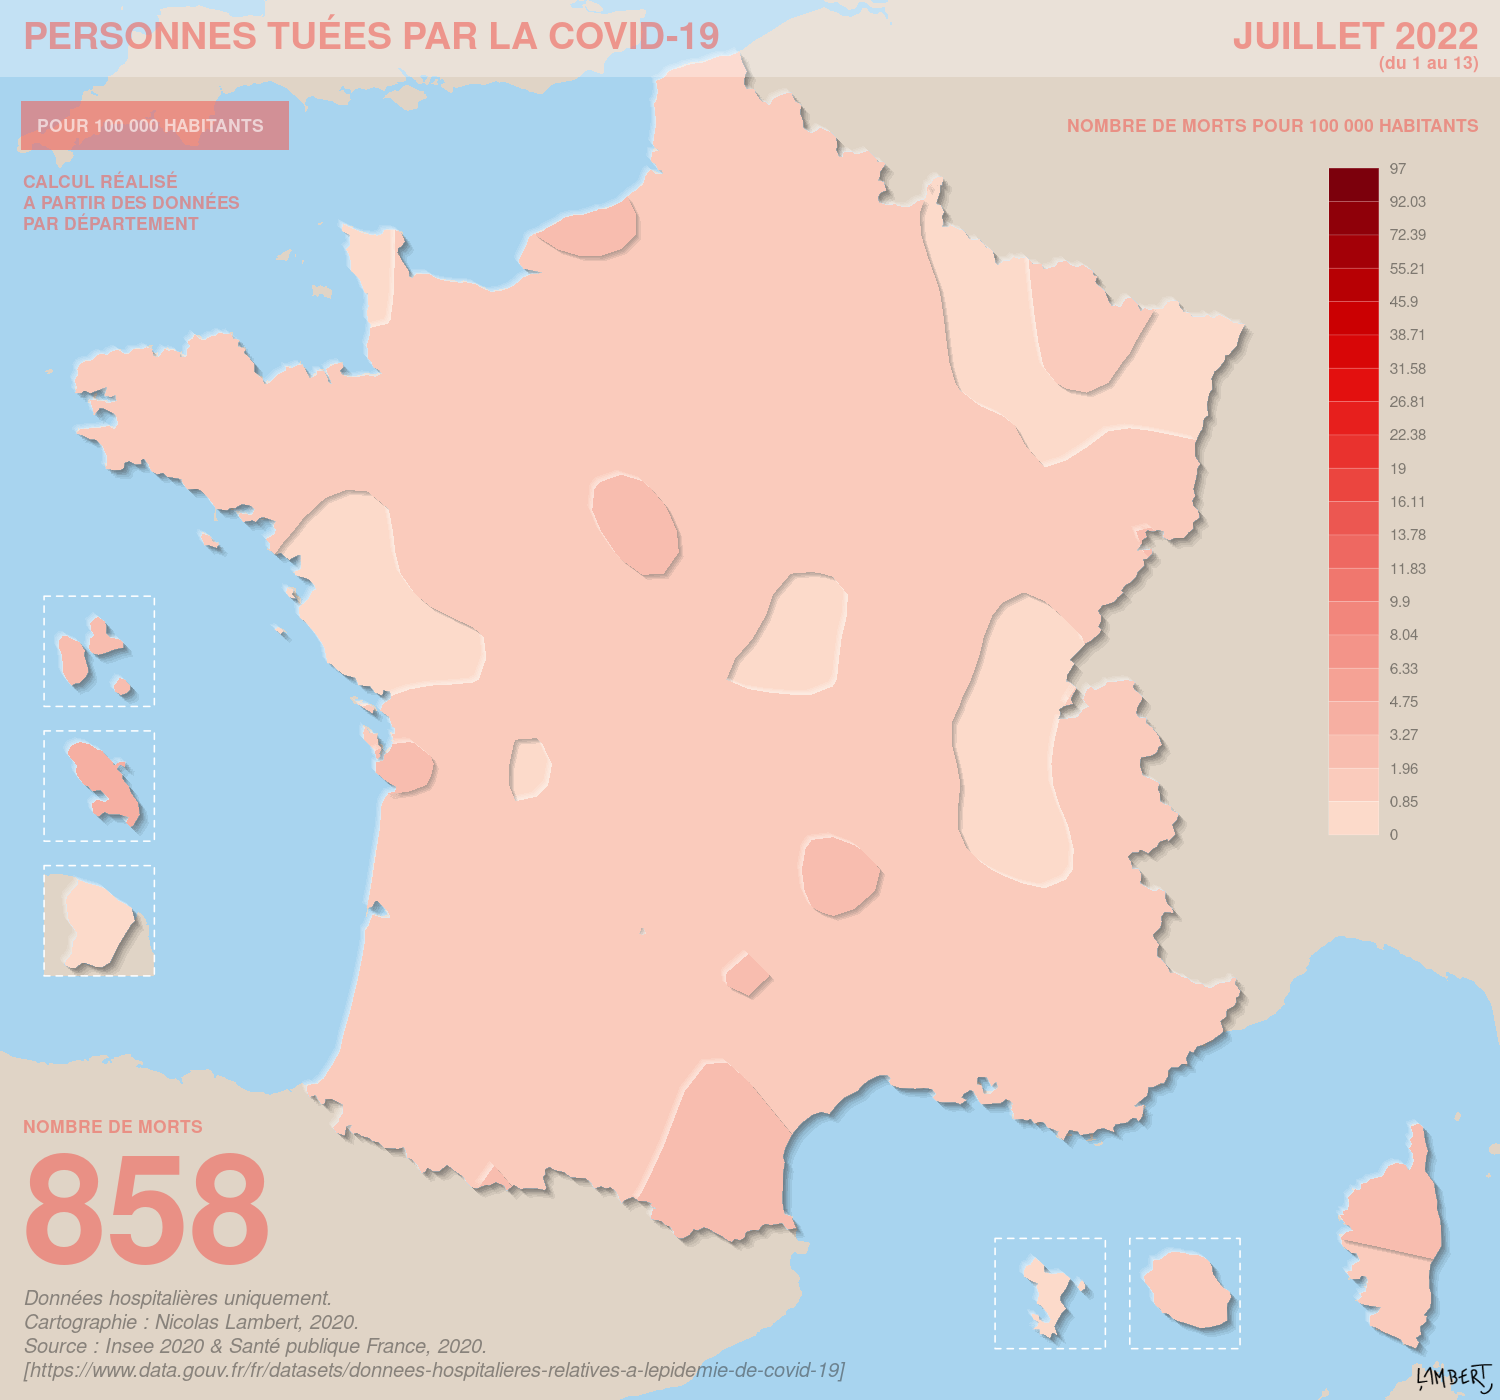 PERSONNES TUÉES PAR LA COVID-19
JUILLET 2022
(du 1 au 13)
POUR 100 000 HABITANTS
CALCUL RÉALISÉ
A PARTIR DES DONNÉES
PAR DÉPARTEMENT
NOMBRE DE MORTS POUR 100 000 HABITANTS
97
92.03
72.39
55.21
45.9
38.71
31.58
26.81
22.38
19
16.11
13.78
11.83
9.9
8.04
6.33
4.75
3.27
1.96
0.85
0
NOMBRE DE MORTS
858
Données hospitalières uniquement.
Cartographie : Nicolas Lambert, 2020.
Source : Insee 2020 & Santé publique France, 2020.
[https://www.data.gouv.fr/fr/datasets/donnees-hospitalieres-relatives-a-lepidemie-de-covid-19]
LAMBERT